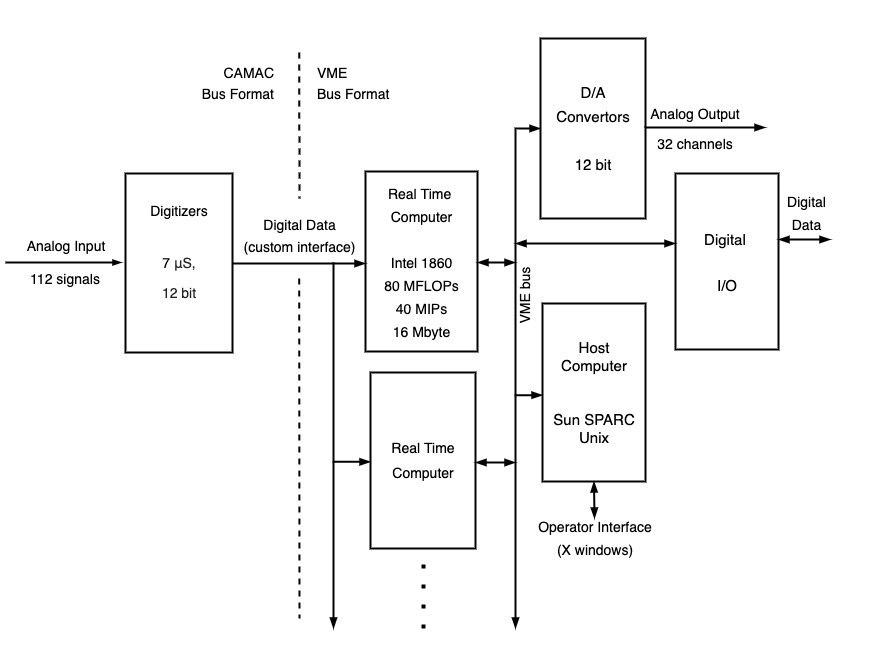 CAMAC
Bus Format
VME
Bus Format
D/A
Convertors
12 bit
Analog Output
32 channels
Digitizers
7 µS,
12 bit
Analog Input
112 signals
Digital Data
(custom interface)
Real Time
Computer
Intel 1860
80 MFLOPs
40 MIPs
16 Mbyte
VME bus
Digital
I/O
Digital
Data
Host
Computer
Sun SPARC
Unix
Real Time
Computer
Operator Interface
(X windows)